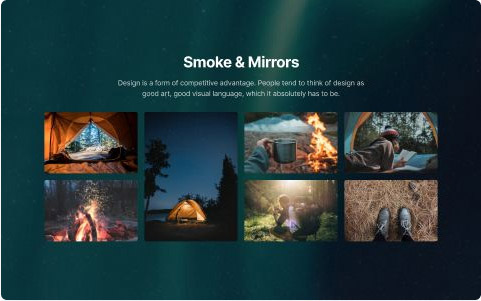 Smoke & Mirrors
Design is a form of competitive advantage. People tend to think of design as
good art, good visual language, which it absolutely has to be.